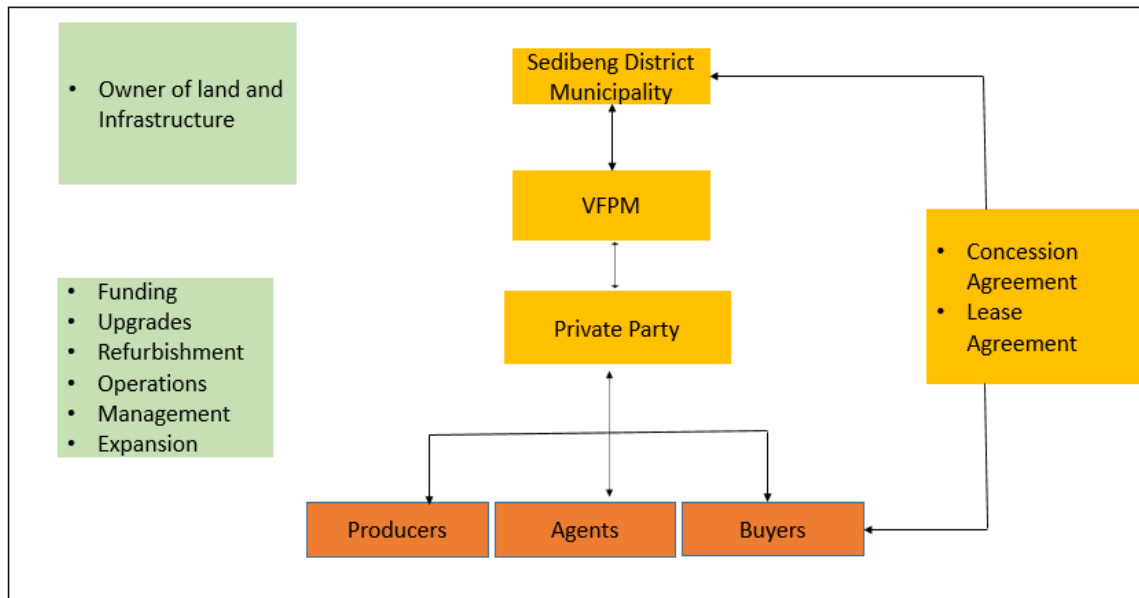 • Owner of land and
Infrastructure
Sedibeng District
Municipality
VFPM
• Concession
Agreement
• Lease
Agreement
• Funding
• Upgrades
• Refurbishment
• Operations
• Management
• Expansion
Private Party
Producers
Agents
Buyers